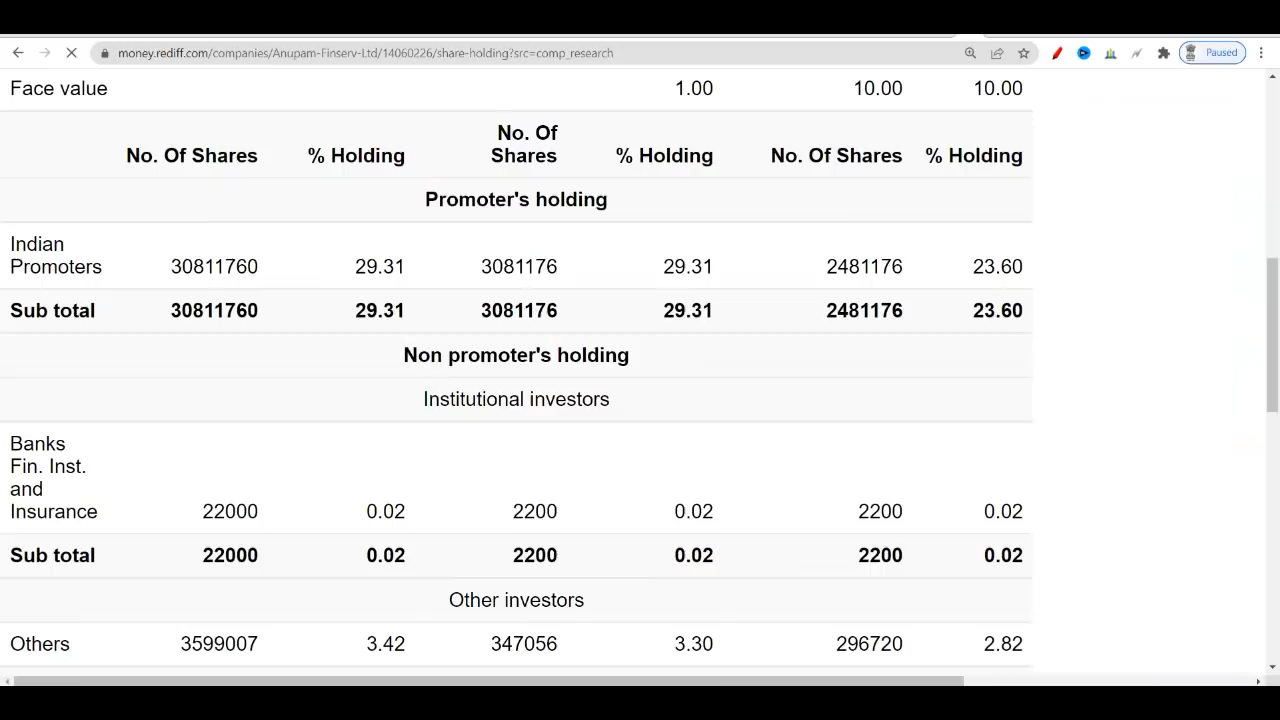 money.rediff.com/companies/Anupam-Finserv-Ltd/14060226/share-holding?src=comp_research
Paused
Face value 1.00 10.00 10.00
No. Of Shares % Holding No. Of Shares % Holding No. Of Shares % Holding
Promoter's holding
Indian
Promoters 30811760 29.31 3081176 29.31 2481176 23.60
Sub total 30811760 29.31 3081176 29.31 2481176 23.60
Non promoter's holding
Institutional investors
Banks
Fin. Inst.
and
Insurance 22000 0.02 2200 0.02 2200 0.02
Sub total 22000 0.02 2200 0.02 2200 0.02
Other investors
Others 3599007 3.42 347056 3.30 296720 2.82